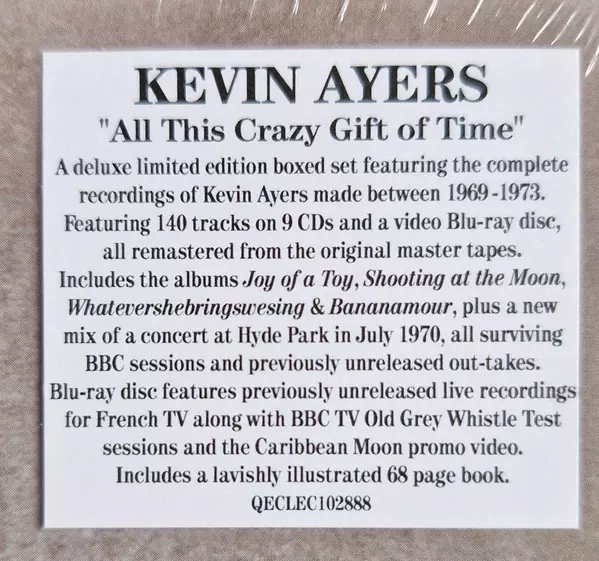 KEVIN AYERS
"All This Crazy Gift of Time"
A deluxe limited edition boxed set featuring the complete
recordings of Kevin Ayers made between 1969-1973.
Featuring 140 tracks on 9 CDs and a video Blu-ray disc,
all remastered from the original master tapes.
Includes the albums Joy of a Toy, Shooting at the Moon,
Whatevershebringswesing & Bananamour, plus a new
mix of a concert at Hyde Park in July 1970, all surviving
BBC sessions and previously unreleased out-takes.
Blu-ray disc features previously unreleased live recordings
for French TV along with BBC TV Old Grey Whistle Test
sessions and the Caribbean Moon promo video.
Includes a lavishly illustrated 68 page book.
QECLEC102888